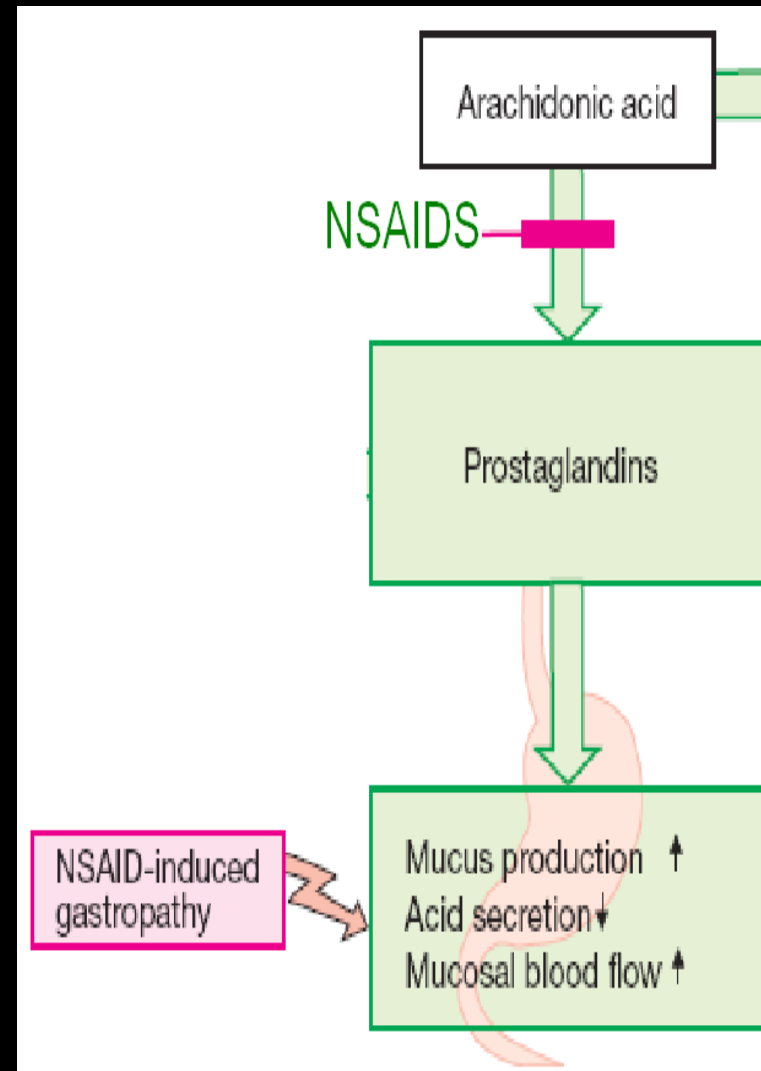 Arachidonic acid
NSAIDS
Prostaglandins
NSAID-induced
gastropathy
Mucus production ↑
Acid secretion↓
Mucosal blood flow ↑